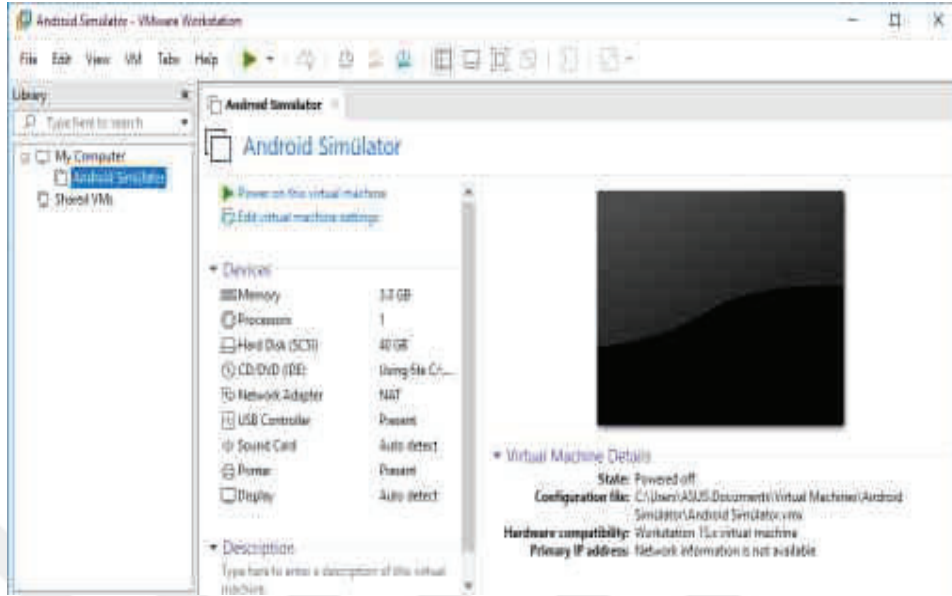 Android Simulator - VMware Workstation
File Edit View VM Tabs Help
Library
Type here to search
My Computer
Android Simulator
Shared VMs
Android Simulator
Android Simulator
Power on this virtual machine
Edit virtual machine settings
Devices
Memory
Processors 1
Hard Disk (SCSI) 40 GB
CD/DVD (IDE) Using file C:\...
Network Adapter NAT
USB Controller Present
Sound Card Auto detect
Printer Present
Display Auto detect
Description
Type here to enter a description of this virtual
machine.
Virtual Machine Details
State: Powered off
Configuration file: C:\Users\ASUS\Documents\Virtual Machines\Android
Simulator\Android Simulator.vmx
Hardware compatibility: Workstation 15.x virtual machine
Primary IP address: Network information is not available